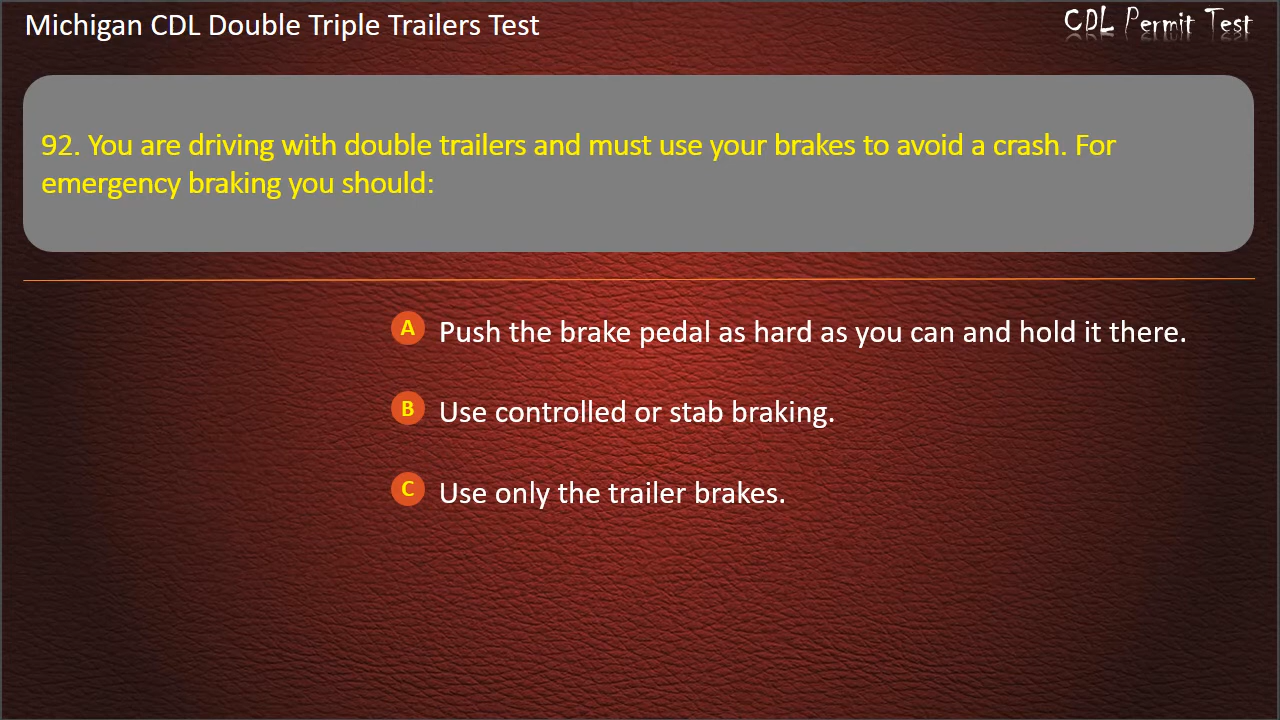 Michigan CDL Double Triple Trailers Test
CDL Permit Test
92. You are driving with double trailers and must use your brakes to avoid a crash. For
emergency braking you should:
A Push the brake pedal as hard as you can and hold it there.
B Use controlled or stab braking.
C Use only the trailer brakes.